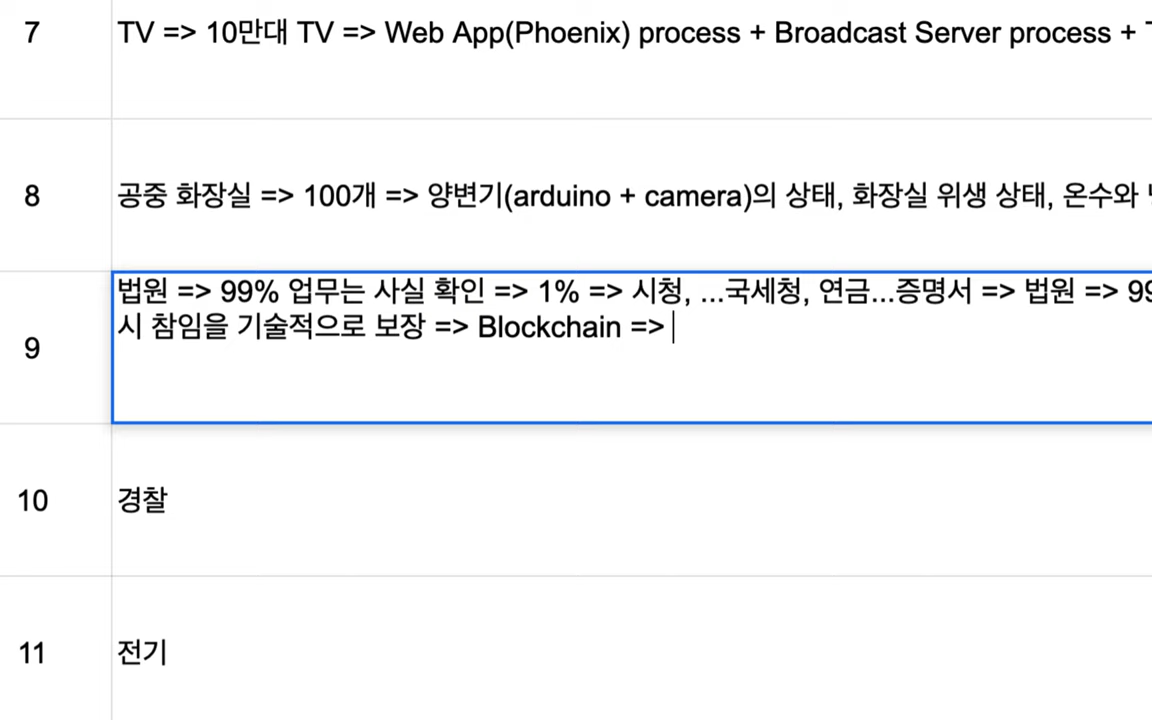 7
TV => 10만대 TV => Web App(Phoenix) process + Broadcast Server process +
8
공중 화장실 => 100개 => 양변기(arduino + camera)의 상태, 화장실 위생 상태, 온수와
9
법원 => 99% 업무는 사실 확인 => 1% => 시청, ...국세청, 연금...증명서 => 법원 =>
시 참임을 기술적으로 보장 => Blockchain =>
10
경찰
11
전기